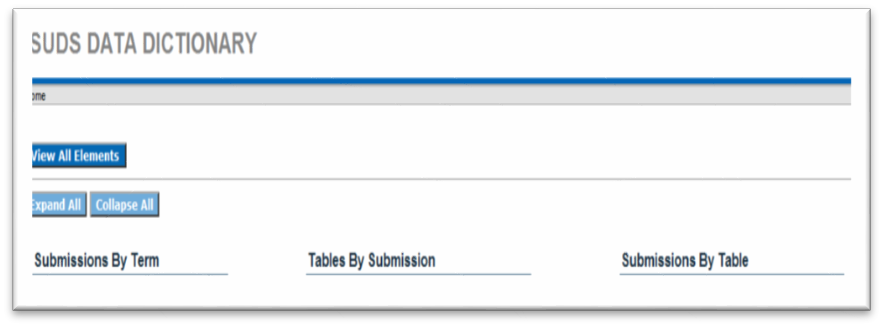 SUDS DATA DICTIONARY
ome
View All Elements
Expand All Collapse All
Submissions By Term Tables By Submission Submissions By Table